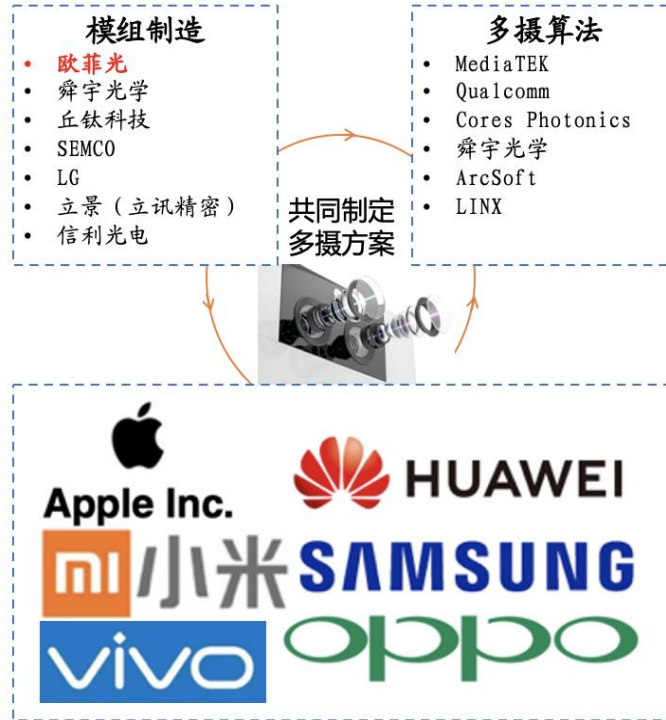 模组制造
• 欧菲光
• 舜宇光学
• 丘钛科技
• SEMCO
• LG
• 立景（立讯精密）
• 信利光电
多摄算法
• MediaTEK
• Qualcomm
• Cores Photonics
• 舜宇光学
• ArcSoft
• LINX
共同制定
多摄方案
Apple Inc.
HUAWEI
mi 小米
SAMSUNG
vivo
oppo